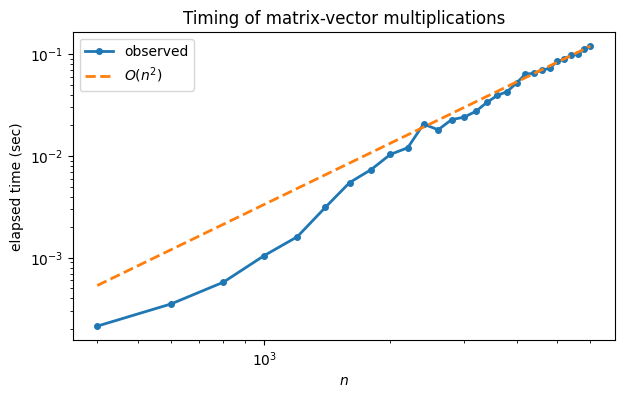 Timing of matrix-vector multiplications
observed
O(n²)
elapsed time (sec)
10⁻¹
10⁻²
10⁻³
10³
n